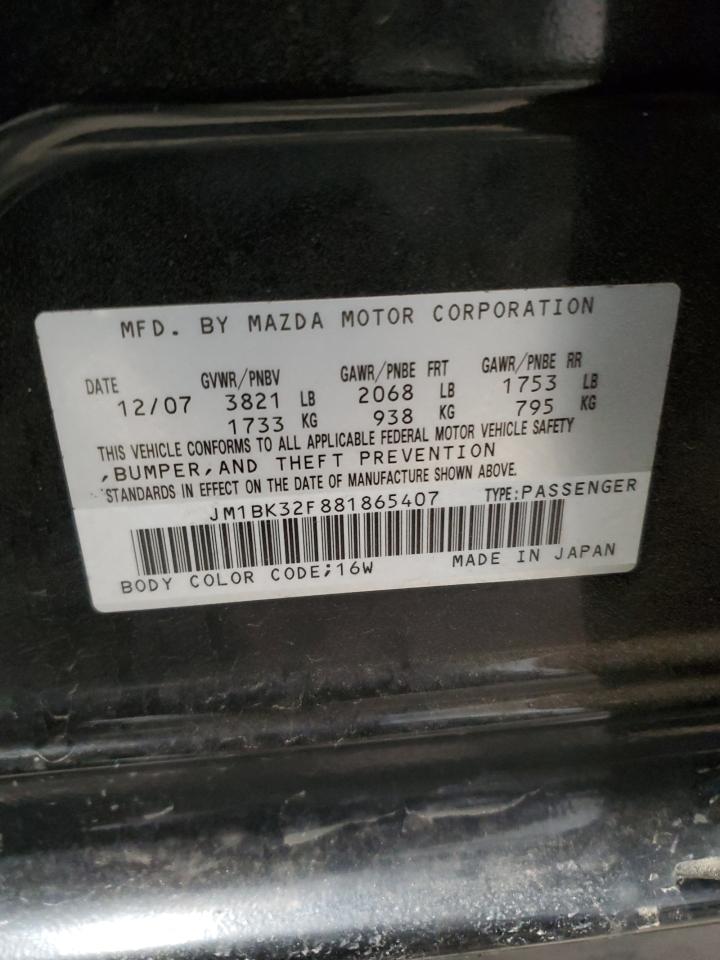 MFD. BY MAZDA MOTOR CORPORATION
DATE GVWR/PNBV GAWR/PNBE FRT GAWR/PNBE RR
12/07 3821 LB 2068 LB 1753 LB
1733 KG 938 KG 795 KG
THIS VEHICLE CONFORMS TO ALL APPLICABLE FEDERAL MOTOR VEHICLE SAFETY
,BUMPER,AND THEFT PREVENTION
STANDARDS IN EFFECT ON THE DATE OF MANUFACTURE SHOWN ABOVE.
JM1BK32F881865407 TYPE:PASSENGER
BODY COLOR CODE;16W MADE IN JAPAN